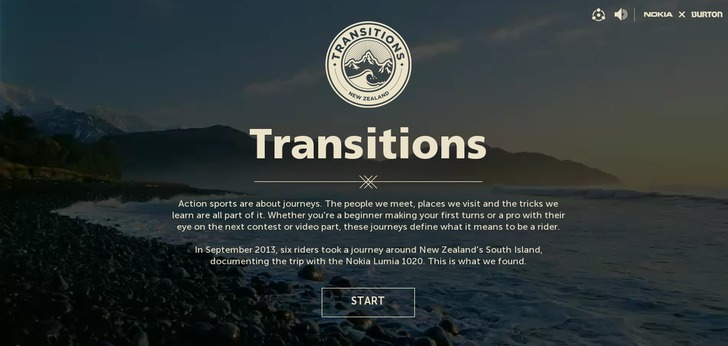 NOKIA X BURTON
TRANSITIONS
NEW ZEALAND
Transitions
Action sports are about journeys. The people we meet, places we visit and the tricks we
learn are all part of it. Whether you're a beginner making your first turns or a pro with their
eye on the next contest or video part, these journeys define what it means to be a rider.
In September 2013, six riders took a journey around New Zealand's South Island,
documenting the trip with the Nokia Lumia 1020. This is what we found.
START